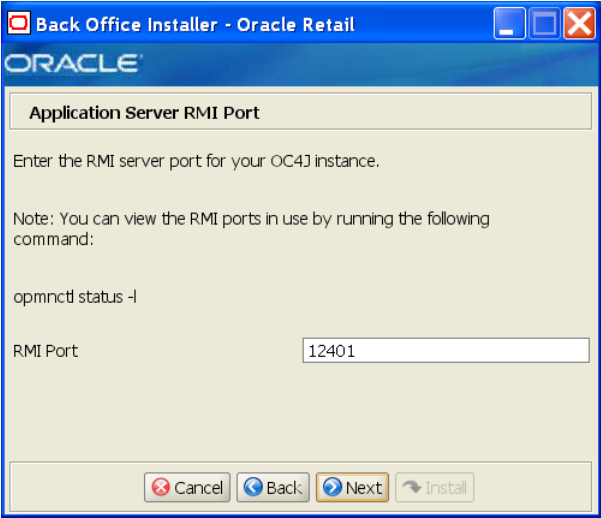 Back Office Installer - Oracle Retail
ORACLE
Application Server RMI Port
Enter the RMI server port for your OC4J instance.
Note: You can view the RMI ports in use by running the following
command:
opmnctl status -l
RMI Port 12401
Cancel Back Next Install